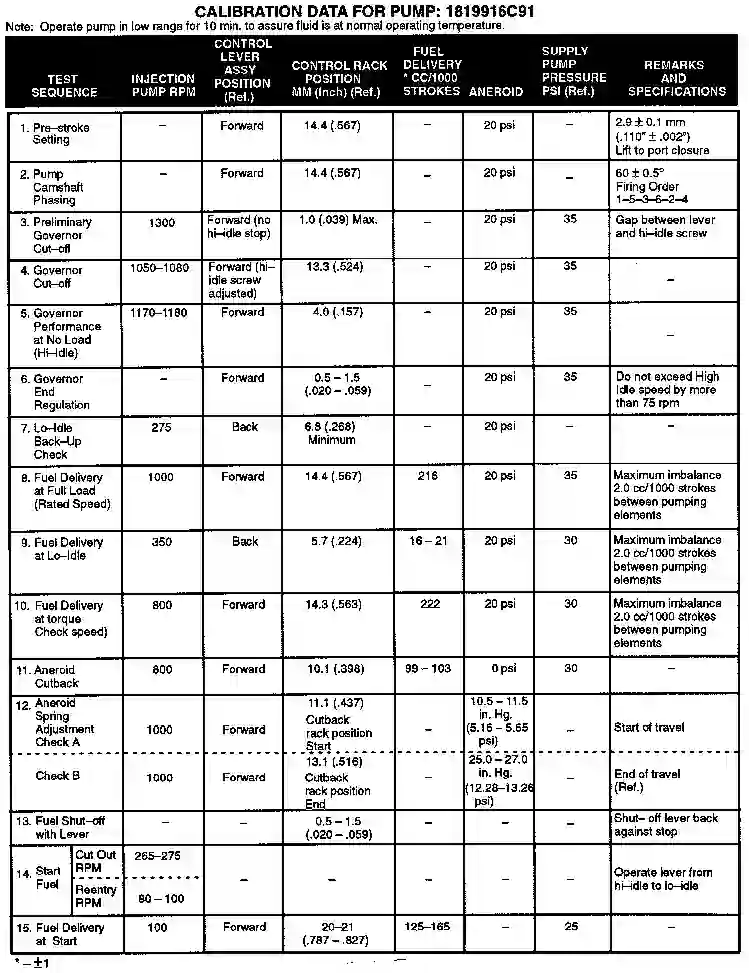 CALIBRATION DATA FOR PUMP: 1819916C91
Note: Operate pump in low range for 10 min. to assure fluid is at normal operating temperature.
TEST SEQUENCE | INJECTION PUMP RPM | CONTROL LEVER ASSY POSITION (Ref.) | CONTROL RACK POSITION MM (Inch) (Ref.) | FUEL DELIVERY * CC/1000 STROKES | ANEROID | SUPPLY PUMP PRESSURE PSI (Ref.) | REMARKS AND SPECIFICATIONS
1. Pre–stroke Setting | – | Forward | 14.4 (.567) | – | 20 psi | – | 2.9 ± 0.1 mm (.110" ± .002") Lift to port closure
2. Pump Camshaft Phasing | – | Forward | 14.4 (.567) | – | 20 psi | – | 60 ± 0.5° Firing Order 1–5–3–6–2–4
3. Preliminary Governor Cut–off | 1300 | Forward (no hi–idle stop) | 1.0 (.039) Max. | – | 20 psi | 35 | Gap between lever and hi–idle screw
4. Governor Cut–off | 1050–1080 | Forward (hi–idle screw adjusted) | 13.3 (.524) | – | 20 psi | 35 | –
5. Governor Performance at No Load (Hi–Idle) | 1170–1180 | Forward | 4.0 (.157) | – | 20 psi | 35 | –
6. Governor End Regulation | – | Forward | 0.5 – 1.5 (.020 – .059) | – | 20 psi | 35 | Do not exceed High Idle speed by more than 75 rpm
7. Lo–Idle Back–Up Check | 275 | Back | 6.8 (.268) Minimum | – | 20 psi | – | –
8. Fuel Delivery at Full Load (Rated Speed) | 1000 | Forward | 14.4 (.567) | 216 | 20 psi | 35 | Maximum imbalance 2.0 cc/1000 strokes between pumping elements
9. Fuel Delivery at Lo–Idle | 350 | Back | 5.7 (.224) | 16 – 21 | 20 psi | 30 | Maximum imbalance 2.0 cc/1000 strokes between pumping elements
10. Fuel Delivery at torque Check speed) | 800 | Forward | 14.3 (.563) | 222 | 20 psi | 30 | Maximum imbalance 2.0 cc/1000 strokes between pumping elements
11. Aneroid Cutback | 600 | Forward | 10.1 (.398) | 99 – 103 | 0 psi | 30 | –
12. Aneroid Spring Adjustment Check A | 1000 | Forward | 11.1 (.437) Cutback rack position Start | – | 10.5 – 11.5 in. Hg. (5.16 – 5.65 psi) | – | Start of travel
Check B | 1000 | Forward | 13.1 (.516) Cutback rack position End | – | 25.0 – 27.0 in. Hg. (12.28–13.26 psi) | – | End of travel (Ref.)
13. Fuel Shut–off with Lever | – | – | 0.5 – 1.5 (.020 – .059) | – | – | – | Shut– off lever back against stop
14. Start Fuel | Cut Out RPM | 265–275
Reentry RPM | 80 – 100 | – | – | – | – | – | Operate lever from hi–idle to lo–idle
15. Fuel Delivery at Start | 100 | Forward | 20–21 (.787 – .827) | 125–165 | – | 25 | –
* – ±1